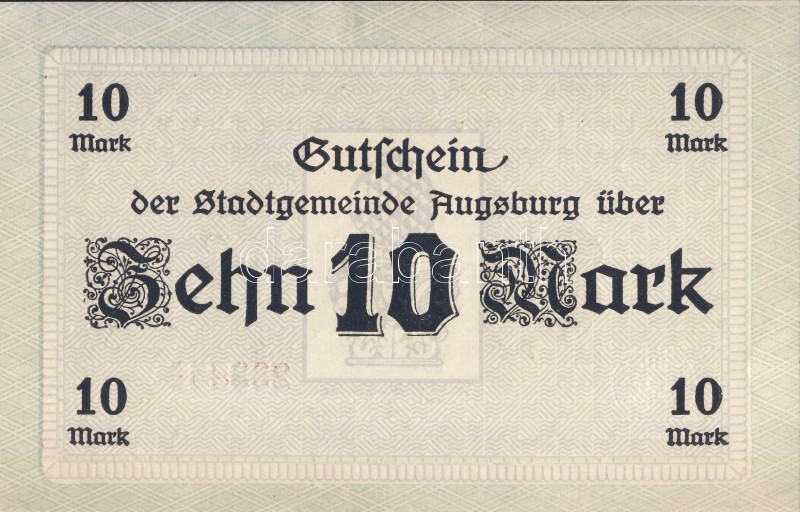 10 10
Mark Mark
Gutschein
der Stadtgemeinde Augsburg über
Zehn 10 Mark
10 10
Mark Mark